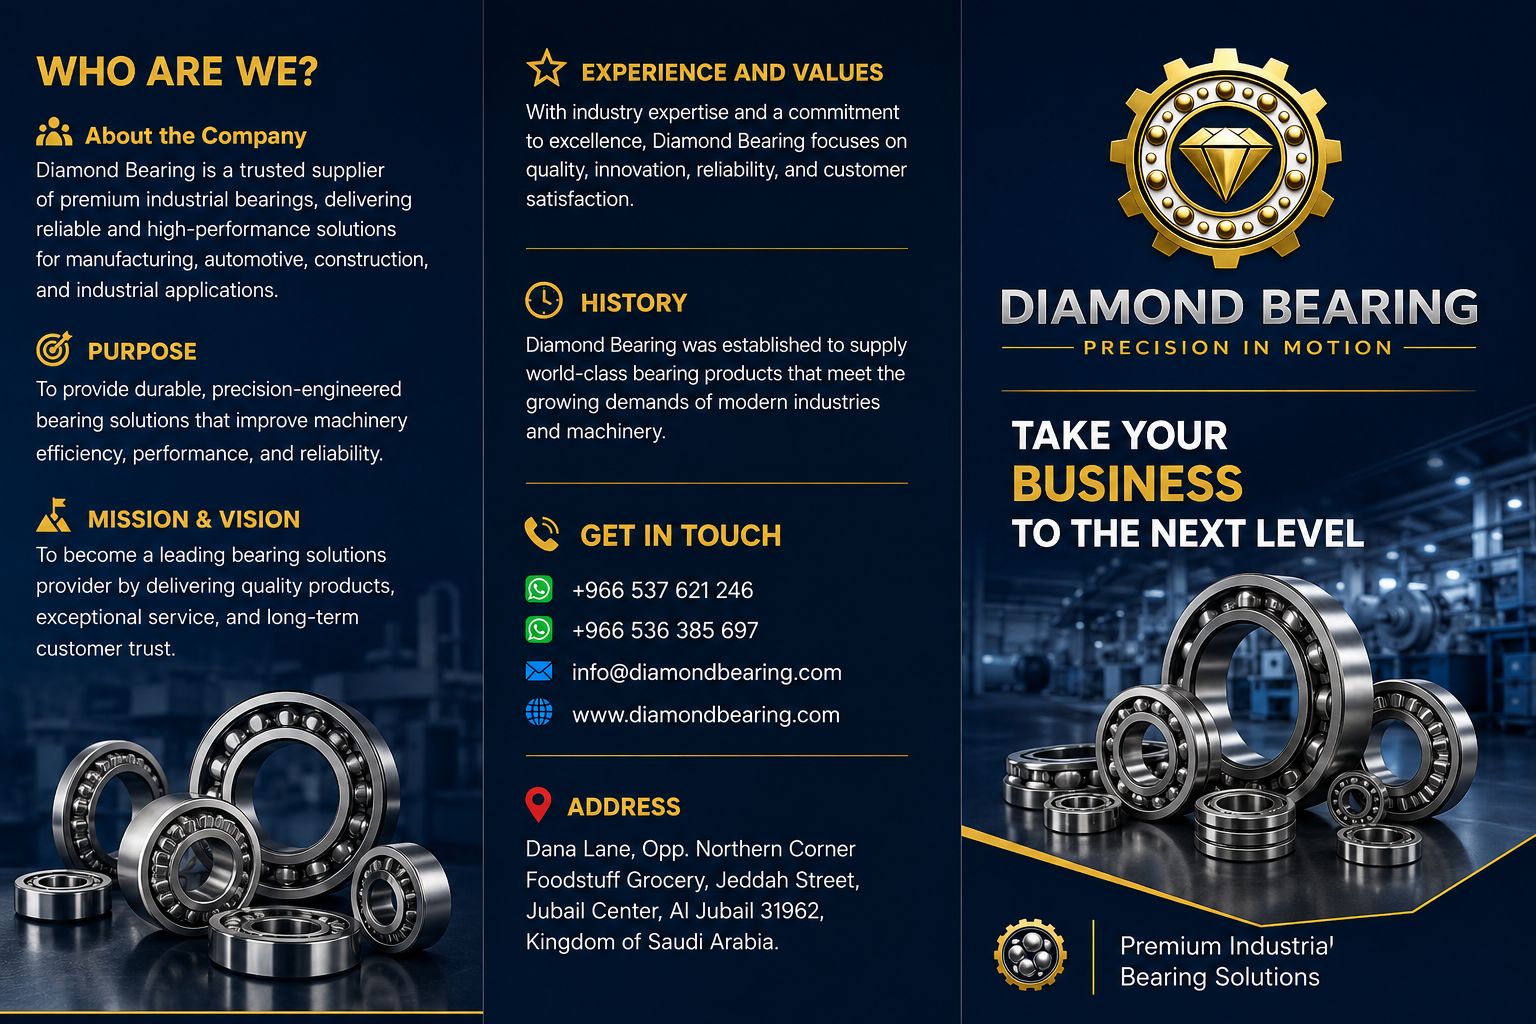 WHO ARE WE?
About the Company
Diamond Bearing is a trusted supplier
of premium industrial bearings, delivering
reliable and high-performance solutions
for manufacturing, automotive, construction,
and industrial applications.
PURPOSE
To provide durable, precision-engineered
bearing solutions that improve machinery
efficiency, performance, and reliability.
MISSION & VISION
To become a leading bearing solutions
provider by delivering quality products,
exceptional service, and long-term
customer trust.
EXPERIENCE AND VALUES
With industry expertise and a commitment
to excellence, Diamond Bearing focuses on
quality, innovation, reliability, and customer
satisfaction.
HISTORY
Diamond Bearing was established to supply
world-class bearing products that meet the
growing demands of modern industries
and machinery.
GET IN TOUCH
+966 537 621 246
+966 536 385 697
info@diamondbearing.com
www.diamondbearing.com
ADDRESS
Dana Lane, Opp. Northern Corner
Foodstuff Grocery, Jeddah Street,
Jubail Center, Al Jubail 31962,
Kingdom of Saudi Arabia.
DIAMOND BEARING
PRECISION IN MOTION
TAKE YOUR
BUSINESS
TO THE NEXT LEVEL
Premium Industrial
Bearing Solutions